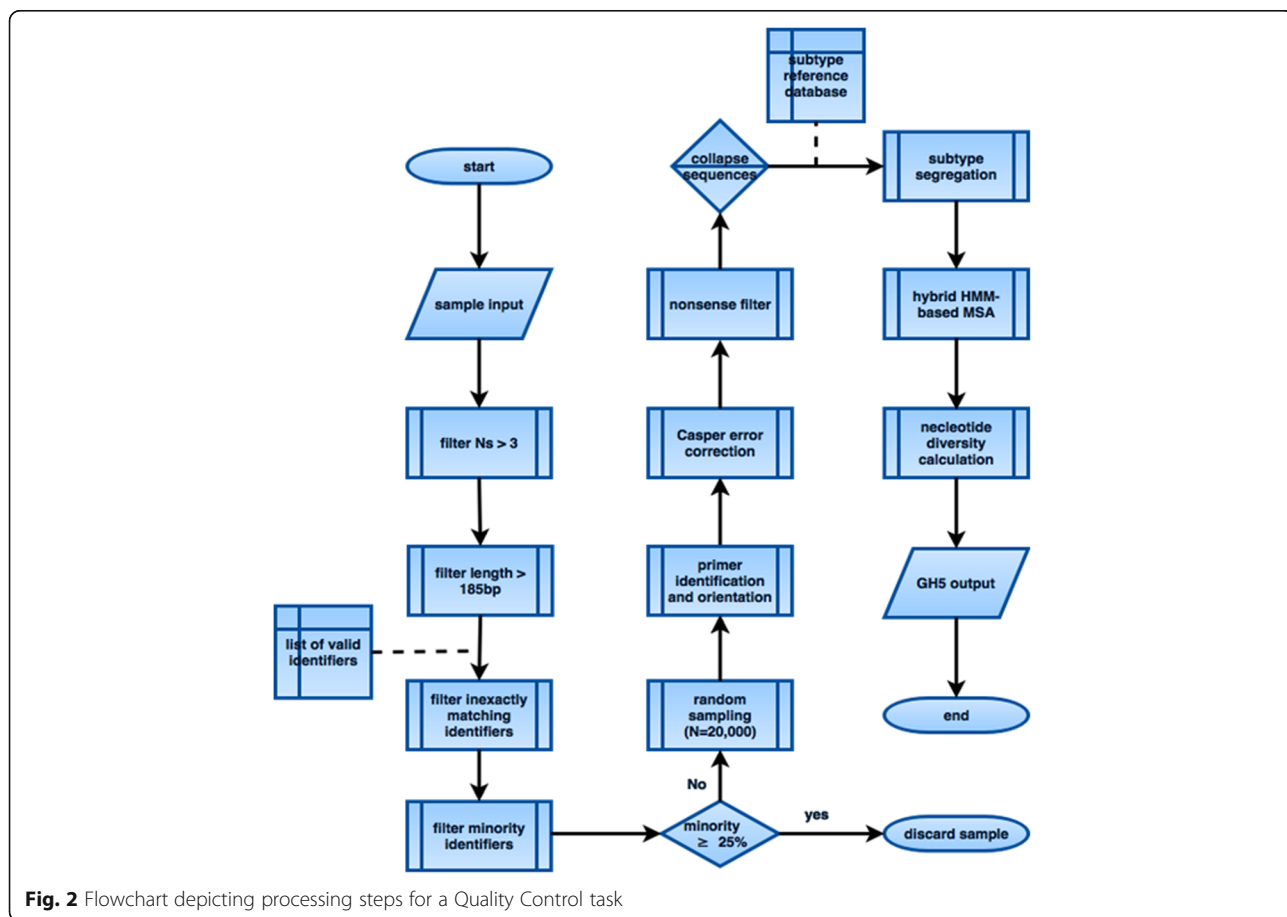 start
sample input
filter Ns > 3
filter length >
185bp
list of valid
identifiers
filter inexactly
matching
identifiers
filter minority
identifiers
minority
≥ 25%
yes
discard sample
No
random
sampling
(N=20,000)
primer
identification
and orientation
Casper error
correction
nonsense filter
collapse
sequences
subtype
reference
database
subtype
segregation
hybrid HMM-
based MSA
necleotide
diversity
calculation
GH5 output
end
Fig. 2 Flowchart depicting processing steps for a Quality Control task